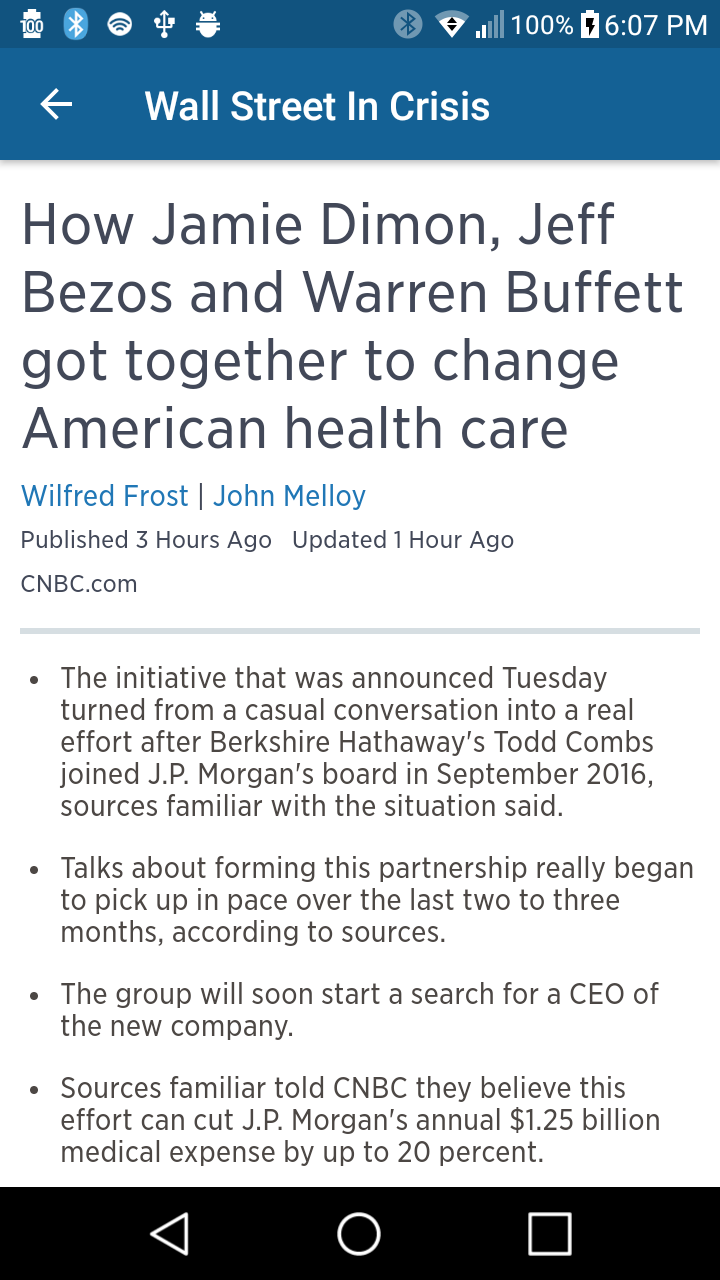 100
100% 6:07 PM
Wall Street In Crisis
How Jamie Dimon, Jeff
Bezos and Warren Buffett
got together to change
American health care
Wilfred Frost | John Melloy
Published 3 Hours Ago Updated 1 Hour Ago
CNBC.com
• The initiative that was announced Tuesday
turned from a casual conversation into a real
effort after Berkshire Hathaway's Todd Combs
joined J.P. Morgan's board in September 2016,
sources familiar with the situation said.
• Talks about forming this partnership really began
to pick up in pace over the last two to three
months, according to sources.
• The group will soon start a search for a CEO of
the new company.
• Sources familiar told CNBC they believe this
effort can cut J.P. Morgan's annual $1.25 billion
medical expense by up to 20 percent.